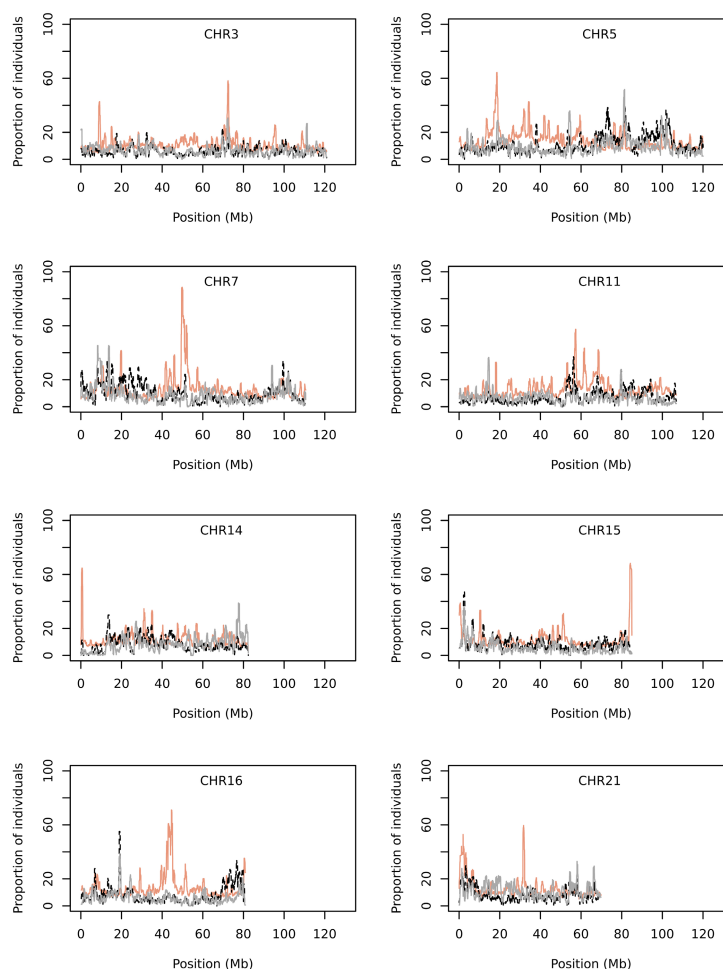 CHR3
Proportion of individuals
0 20 60 100
0 20 40 60 80 100 120
Position (Mb)
CHR5
Proportion of individuals
0 20 60 100
0 20 40 60 80 100 120
Position (Mb)
CHR7
Proportion of individuals
0 20 60 100
0 20 40 60 80 100 120
Position (Mb)
CHR11
Proportion of individuals
0 20 60 100
0 20 40 60 80 100 120
Position (Mb)
CHR14
Proportion of individuals
0 20 60 100
0 20 40 60 80 100 120
Position (Mb)
CHR15
Proportion of individuals
0 20 60 100
0 20 40 60 80 100 120
Position (Mb)
CHR16
Proportion of individuals
0 20 60 100
0 20 40 60 80 100 120
Position (Mb)
CHR21
Proportion of individuals
0 20 60 100
0 20 40 60 80 100 120
Position (Mb)